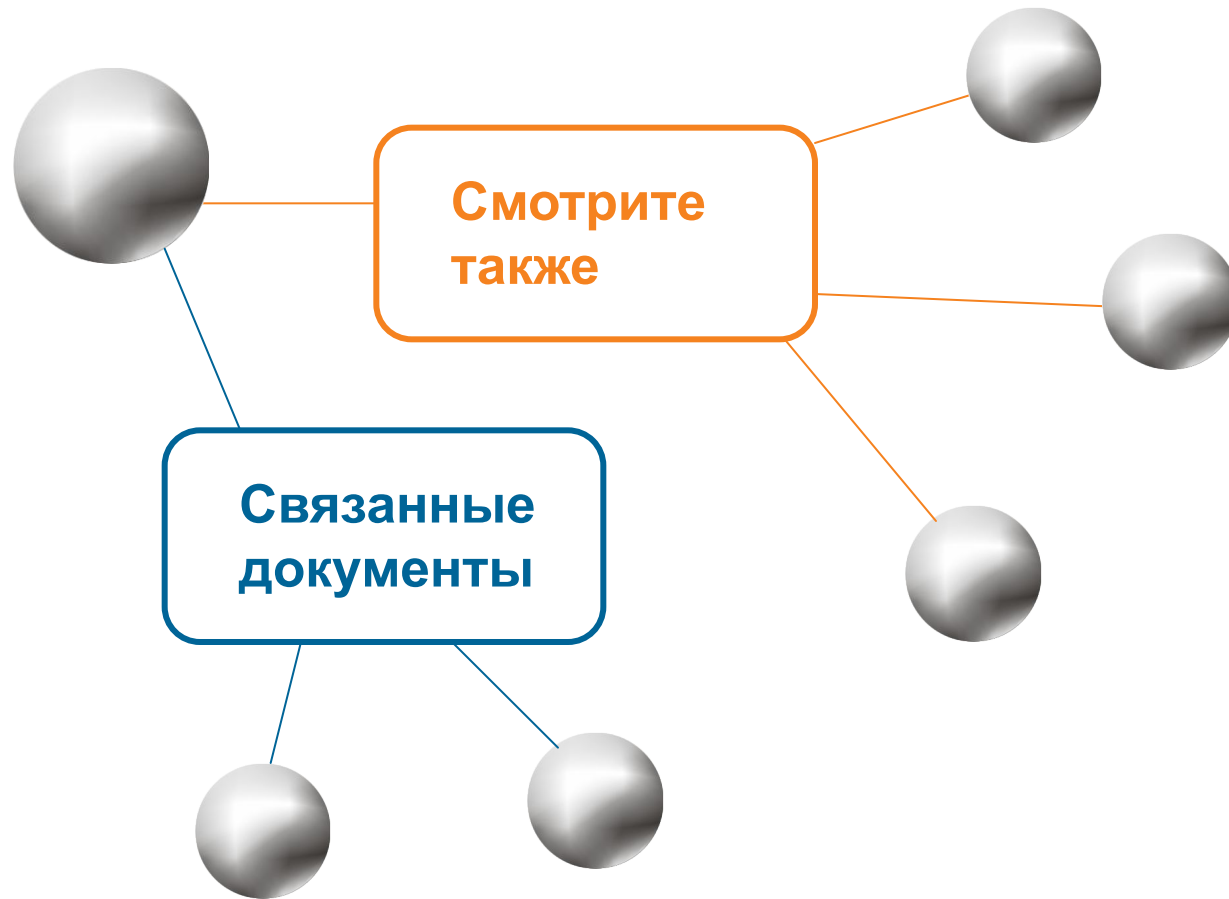 Смотрите
также
Связанные
документы